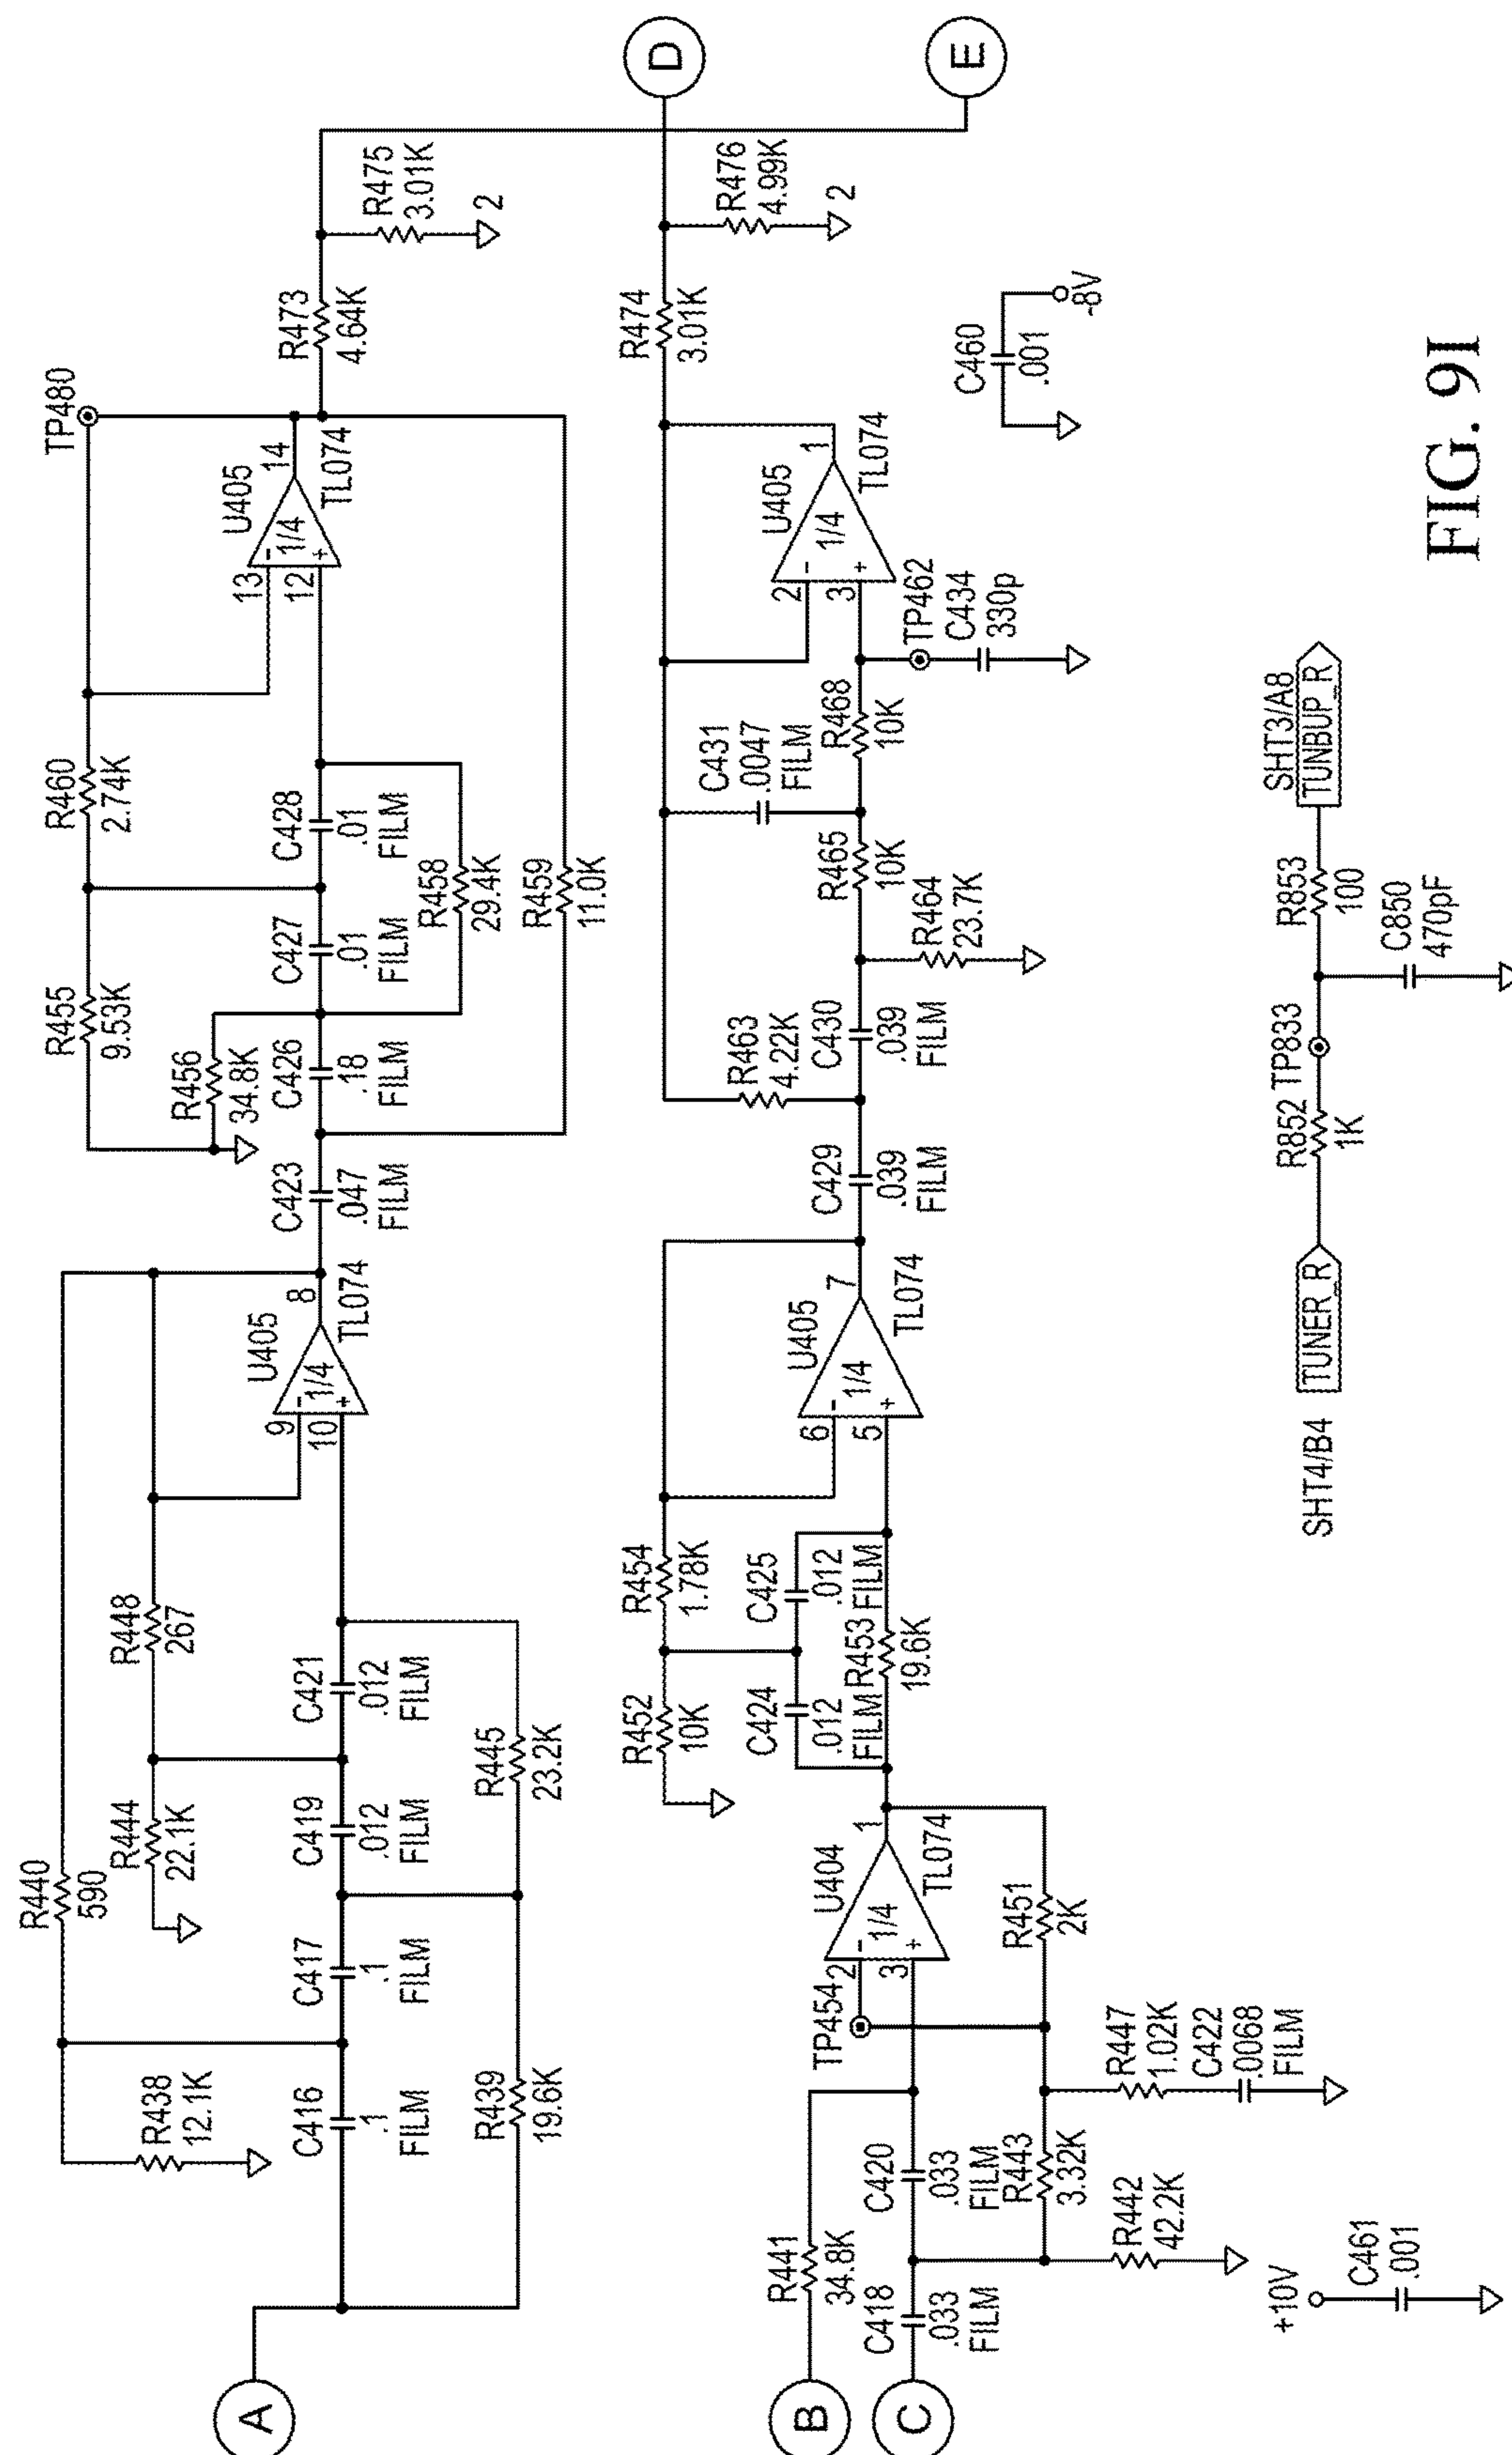 A
R438
12.1K
R440
590
C416
.1
FILM
C417
.1
FILM
R439
19.6K
R444
22.1K
C419
.012
FILM
R448
267
C421
.012
FILM
R445
23.2K
9
10
-
+
1/4
U405
8
TL074
C423
.047
FILM
R455
9.53K
R456
34.8K
C426
.18
FILM
C427
.01
FILM
R460
2.74K
C428
.01
FILM
R458
29.4K
R459
11.0K
13
12
-
+
1/4
U405
14
TL074
TP480
R473
4.64K
R475
3.01K
2
B
C
R441
34.8K
C418
.033
FILM
C420
.033
FILM
R443
3.32K
R442
42.2K
R447
1.02K
C422
.0068
FILM
TP454
2
3
-
+
1/4
U404
1
TL074
R451
2K
R452
10K
C424
.012
FILM
R453
19.6K
R454
1.78K
C425
.012
FILM
6
5
-
+
1/4
U405
7
TL074
C429
.039
FILM
R463
4.22K
C430
.039
FILM
R464
23.7K
R465
10K
C431
.0047
FILM
R468
10K
TP462
C434
330p
2
3
-
+
1/4
U405
1
TL074
R474
3.01K
R476
4.99K
2
D
E
+10V
C461
.001
C460
.001
-8V
SHT4/B4
TUNER_R
R852
1K
TP833
C850
470pF
R853
100
SHT3/A8
TUNBUP_R
FIG. 9I